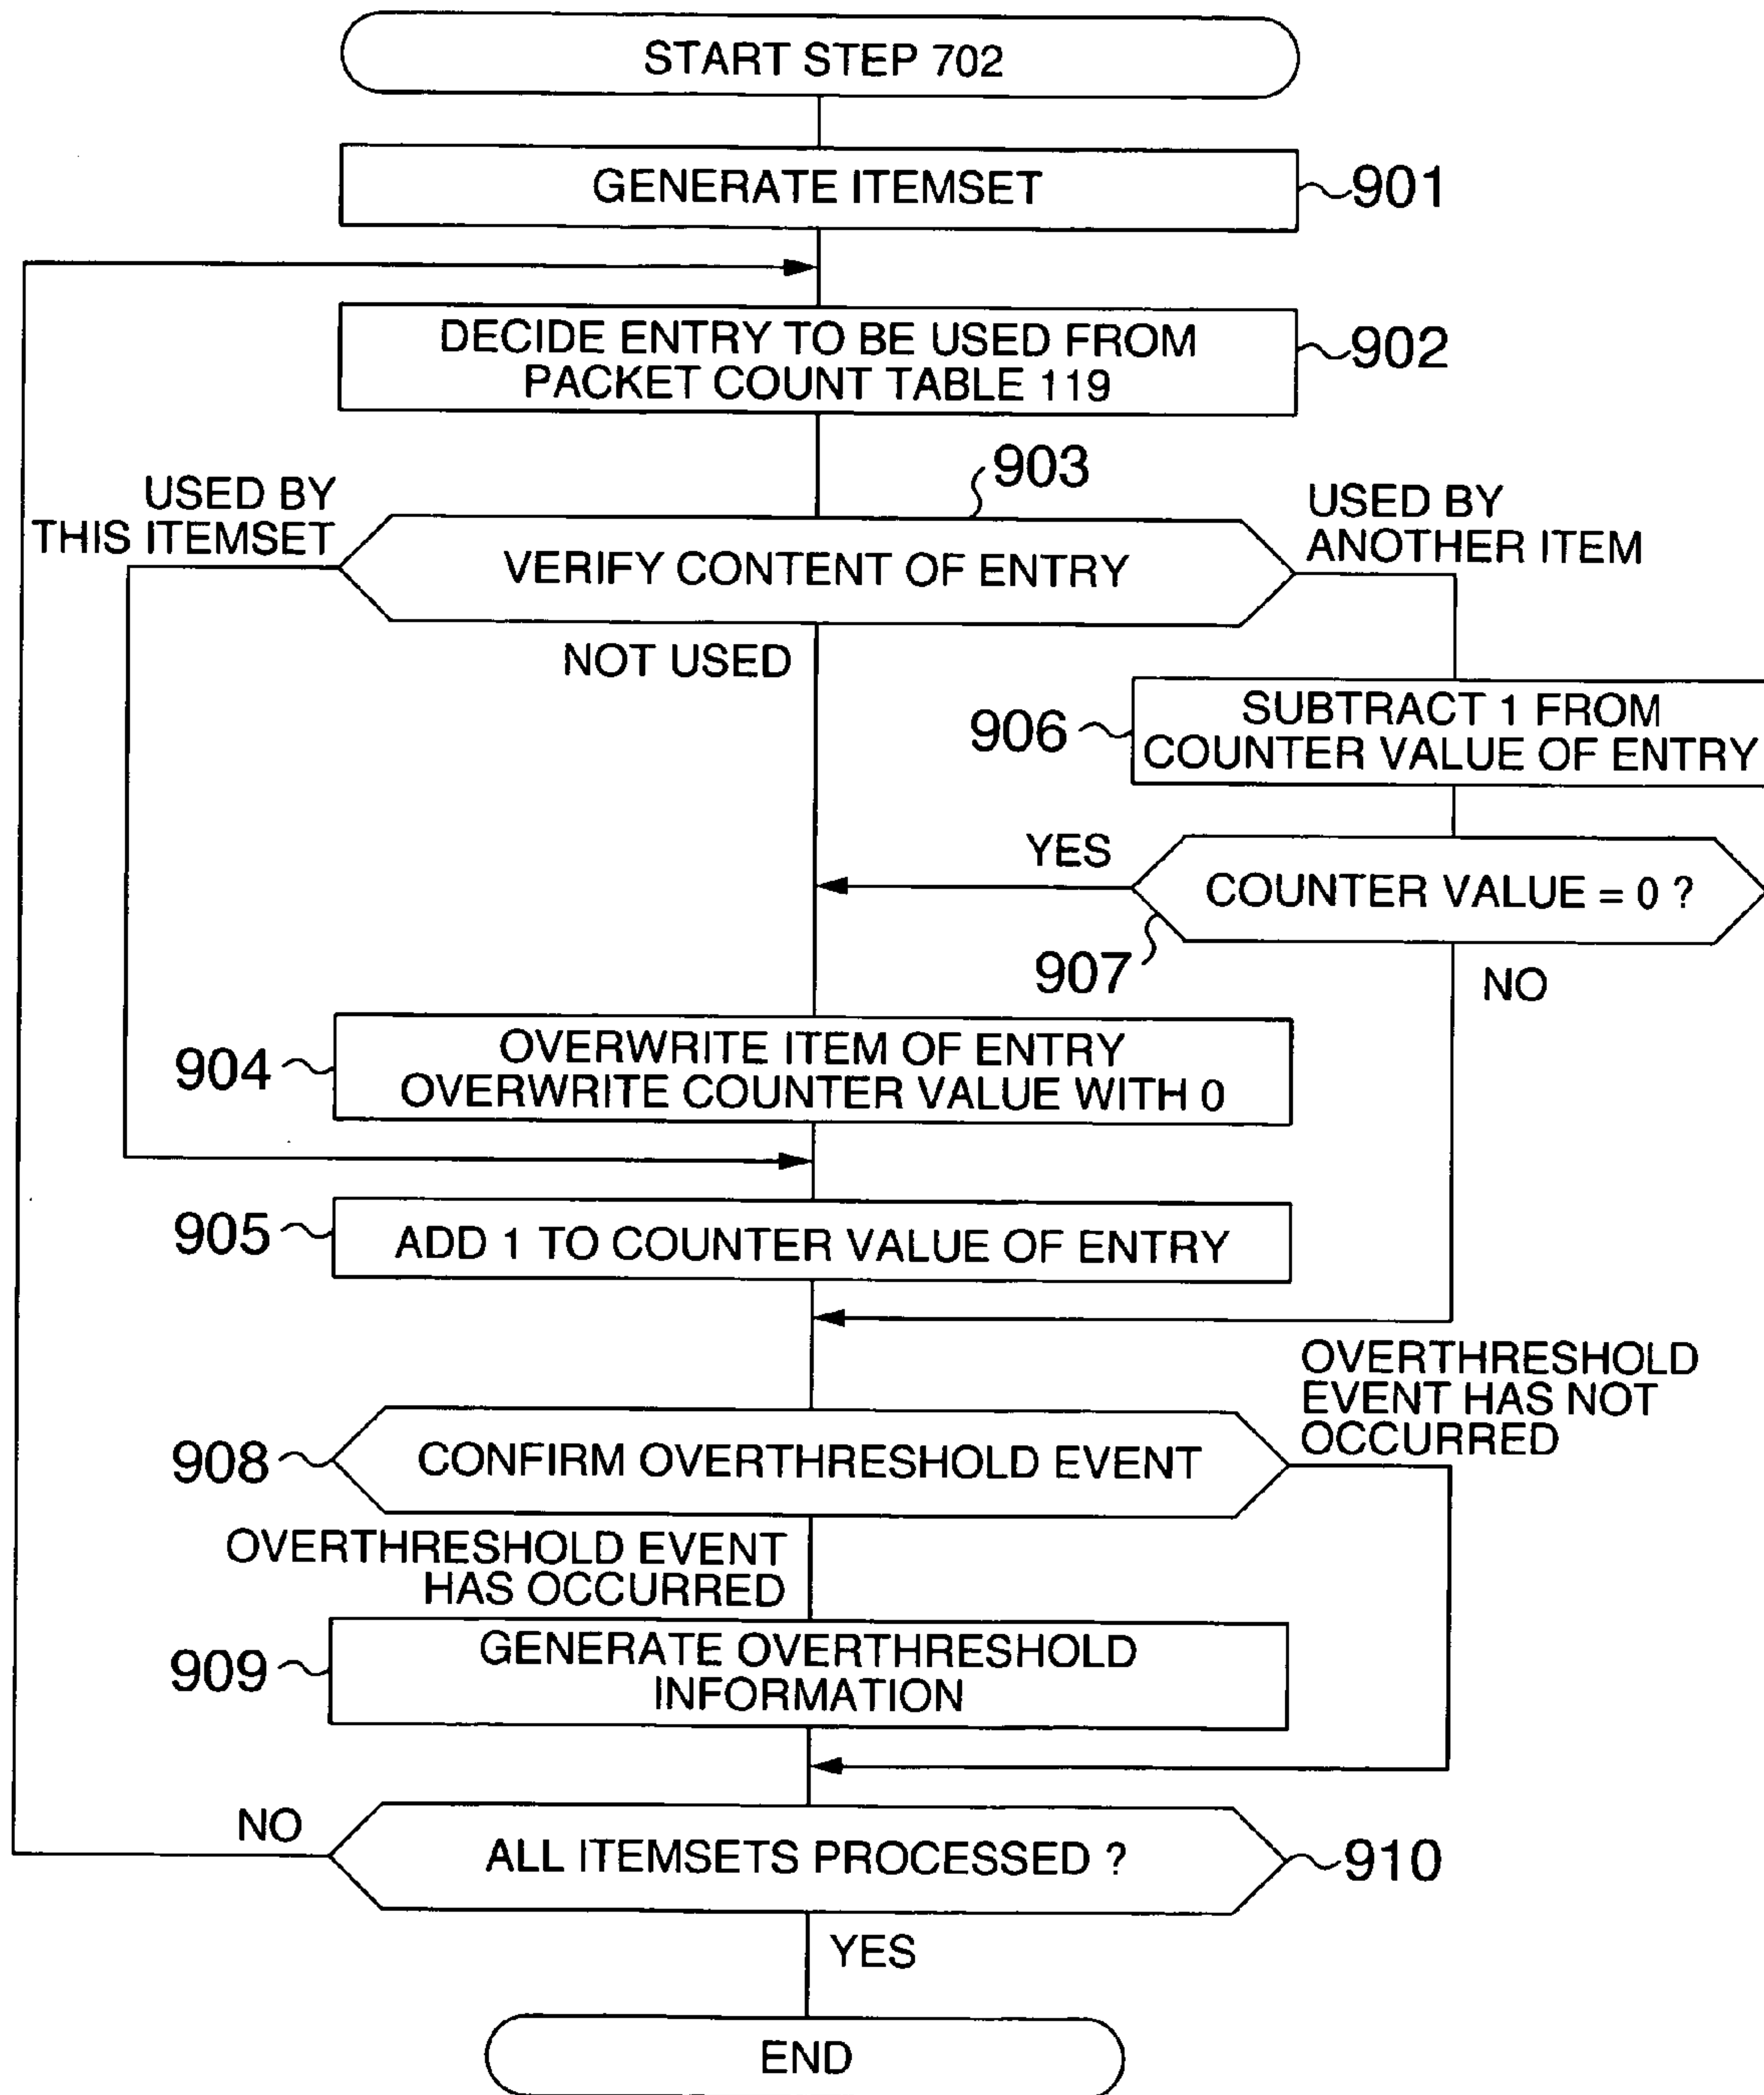 START STEP 702
GENERATE ITEMSET
901
DECIDE ENTRY TO BE USED FROM
PACKET COUNT TABLE 119
902
903
USED BY
THIS ITEMSET
VERIFY CONTENT OF ENTRY
USED BY
ANOTHER ITEM
NOT USED
906
SUBTRACT 1 FROM
COUNTER VALUE OF ENTRY
YES
COUNTER VALUE = 0 ?
907
NO
904
OVERWRITE ITEM OF ENTRY
OVERWRITE COUNTER VALUE WITH 0
905
ADD 1 TO COUNTER VALUE OF ENTRY
OVERTHRESHOLD
EVENT HAS NOT
OCCURRED
908
CONFIRM OVERTHRESHOLD EVENT
OVERTHRESHOLD EVENT
HAS OCCURRED
909
GENERATE OVERTHRESHOLD
INFORMATION
NO
ALL ITEMSETS PROCESSED ?
910
YES
END